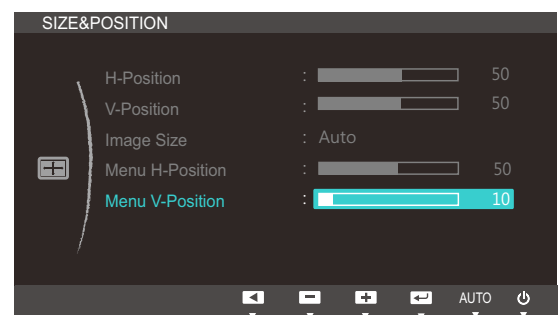 SIZE&POSITION
H-Position : 50
V-Position : 50
Image Size : Auto
Menu H-Position : 50
Menu V-Position : 10
AUTO